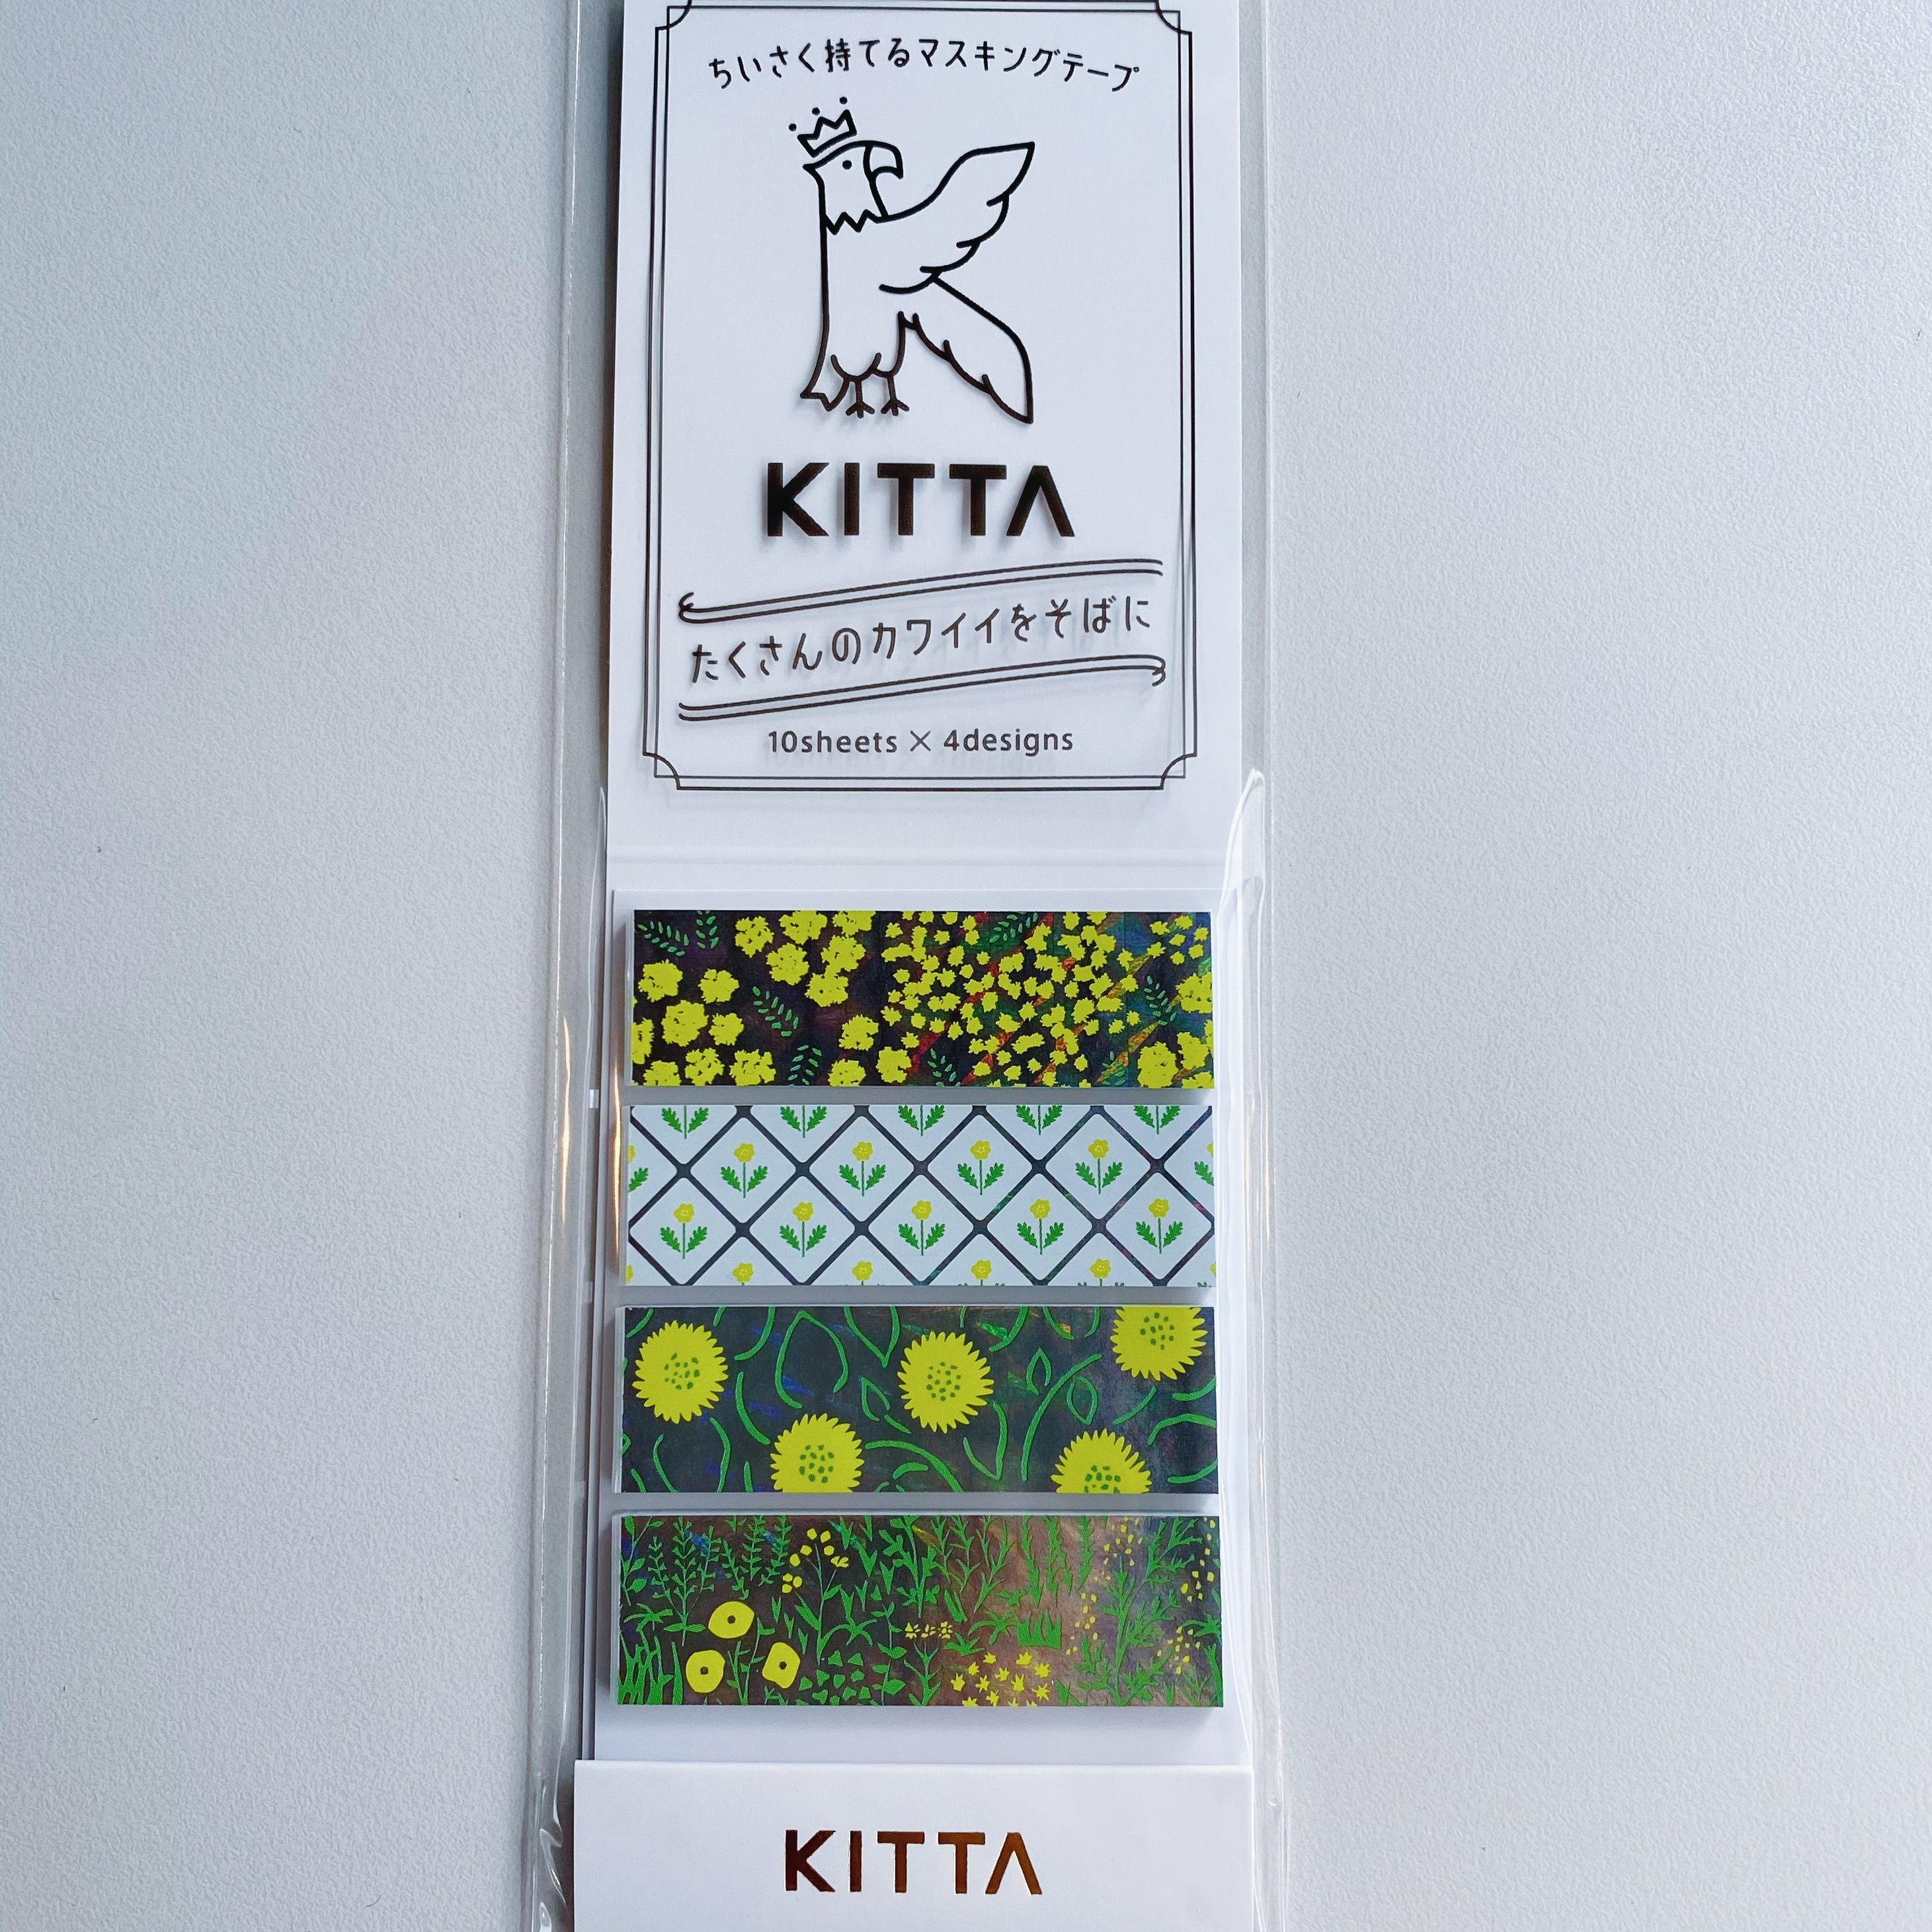 ちいさく持てるマスキングテープ
KITTA
たくさんのカワイイをそばに
10sheets × 4designs
KITTA